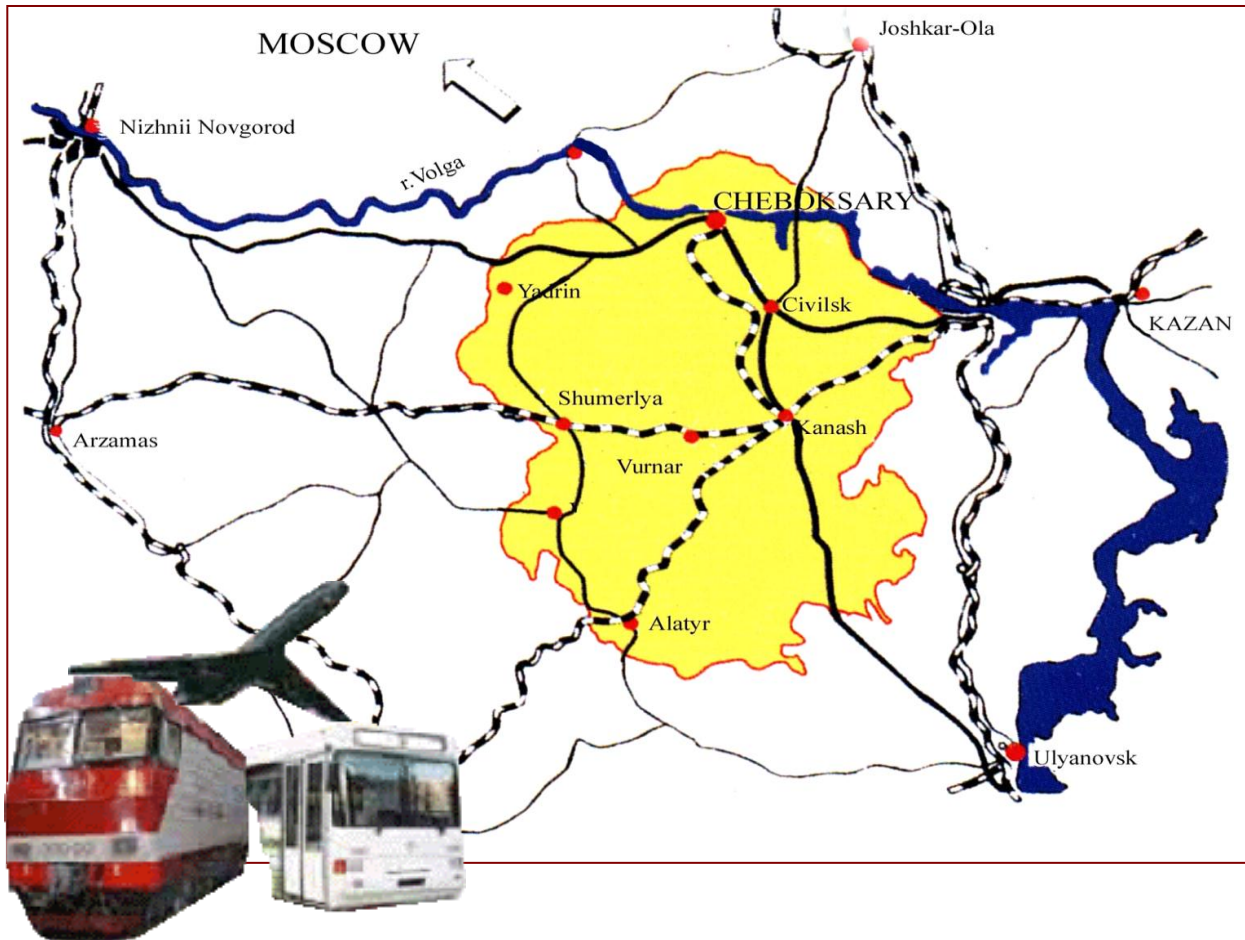 Joshkar-Ola
MOSCOW
Nizhnii Novgorod
r.Volga
CHEBOKSARY
Yadrin
Civilsk
KAZAN
Shumerlya
Kanash
Arzamas
Vurnar
Alatyr
Ulyanovsk